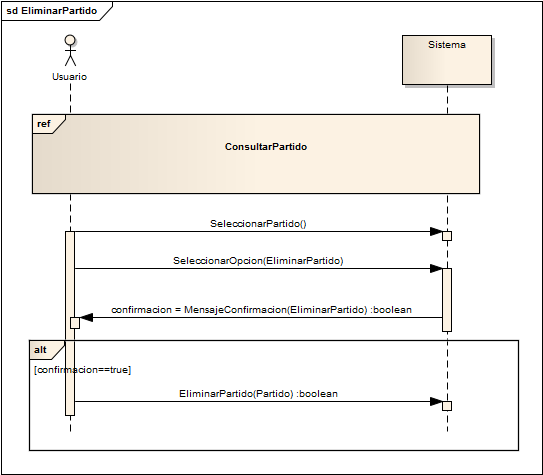 sd EliminarPartido
Usuario
Sistema
ref
ConsultarPartido
SeleccionarPartido()
SeleccionarOpcion(EliminarPartido)
confirmacion = MensajeConfirmacion(EliminarPartido) :boolean
alt
[confirmacion==true]
EliminarPartido(Partido) :boolean